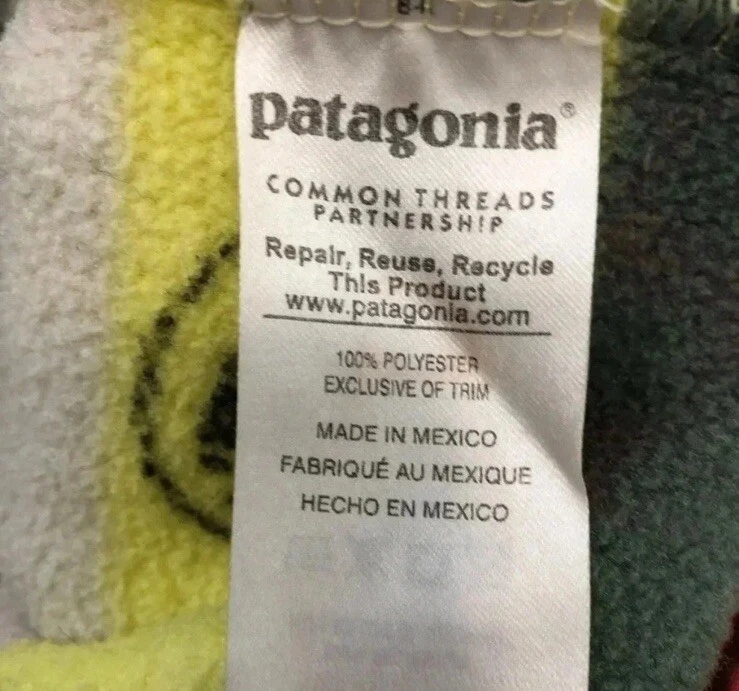 patagonia®
COMMON THREADS
PARTNERSHIP
Repair, Reuse, Recycle
This Product
www.patagonia.com
100% POLYESTER
EXCLUSIVE OF TRIM
MADE IN MEXICO
FABRIQUÉ AU MEXIQUE
HECHO EN MEXICO